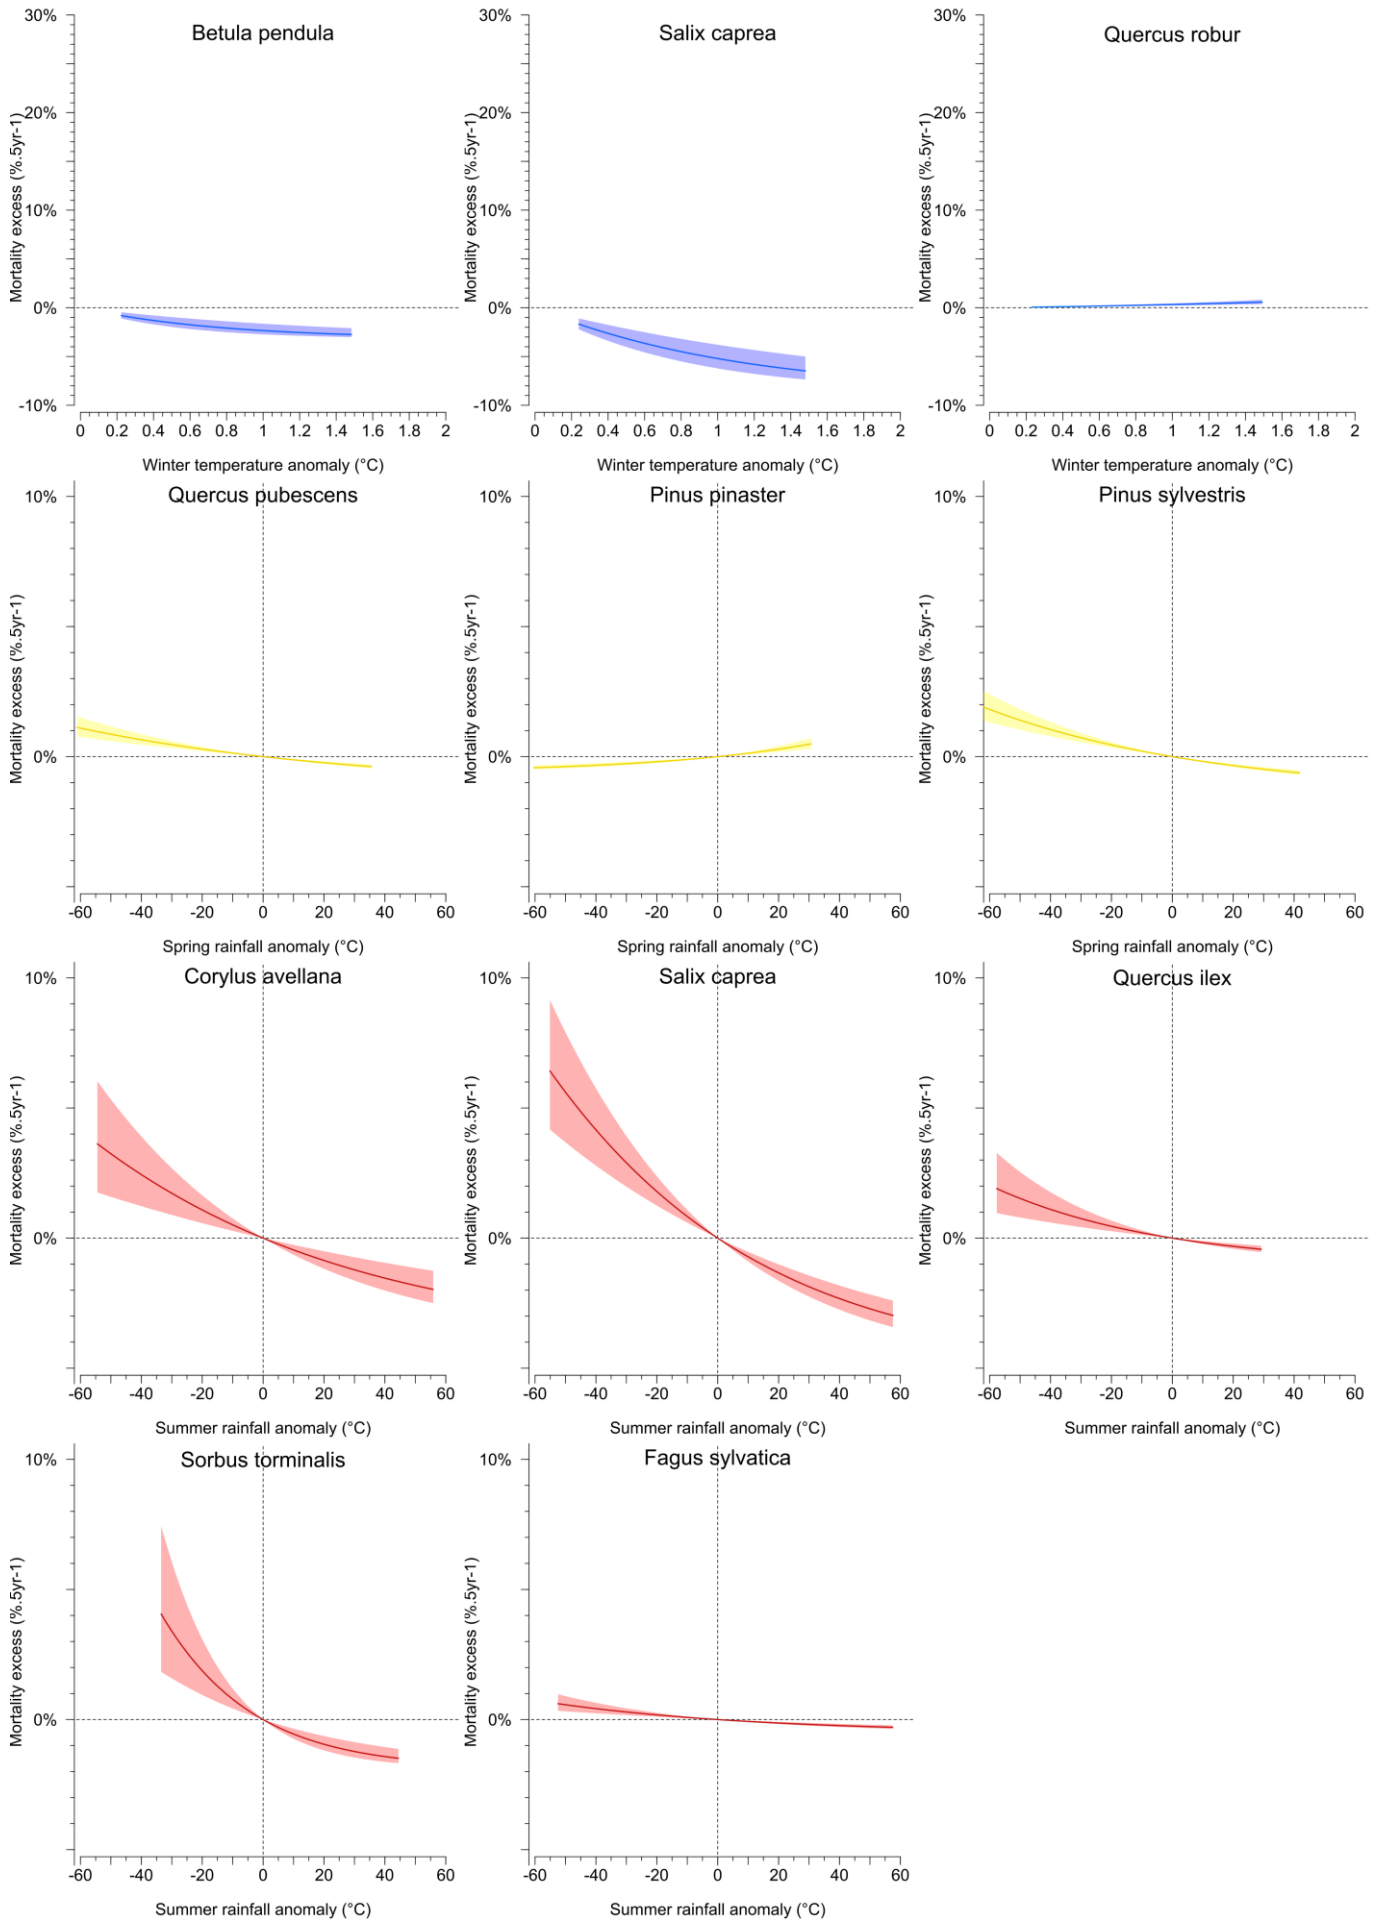 Betula pendula
30%
20%
10%
0%
-10%
Mortality excess (%.5yr-1)
0 0.2 0.4 0.6 0.8 1 1.2 1.4 1.6 1.8 2
Winter temperature anomaly (°C)
Salix caprea
30%
20%
10%
0%
-10%
Mortality excess (%.5yr-1)
0 0.2 0.4 0.6 0.8 1 1.2 1.4 1.6 1.8 2
Winter temperature anomaly (°C)
Quercus robur
30%
20%
10%
0%
-10%
Mortality excess (%.5yr-1)
0 0.2 0.4 0.6 0.8 1 1.2 1.4 1.6 1.8 2
Winter temperature anomaly (°C)
Quercus pubescens
10%
0%
Mortality excess (%.5yr-1)
-60 -40 -20 0 20 40 60
Spring rainfall anomaly (°C)
Pinus pinaster
10%
0%
Mortality excess (%.5yr-1)
-60 -40 -20 0 20 40 60
Spring rainfall anomaly (°C)
Pinus sylvestris
10%
0%
Mortality excess (%.5yr-1)
-60 -40 -20 0 20 40 60
Spring rainfall anomaly (°C)
Corylus avellana
10%
0%
Mortality excess (%.5yr-1)
-60 -40 -20 0 20 40 60
Summer rainfall anomaly (°C)
Salix caprea
10%
0%
Mortality excess (%.5yr-1)
-60 -40 -20 0 20 40 60
Summer rainfall anomaly (°C)
Quercus ilex
10%
0%
Mortality excess (%.5yr-1)
-60 -40 -20 0 20 40 60
Summer rainfall anomaly (°C)
Sorbus torminalis
10%
0%
Mortality excess (%.5yr-1)
-60 -40 -20 0 20 40 60
Summer rainfall anomaly (°C)
Fagus sylvatica
10%
0%
Mortality excess (%.5yr-1)
-60 -40 -20 0 20 40 60
Summer rainfall anomaly (°C)